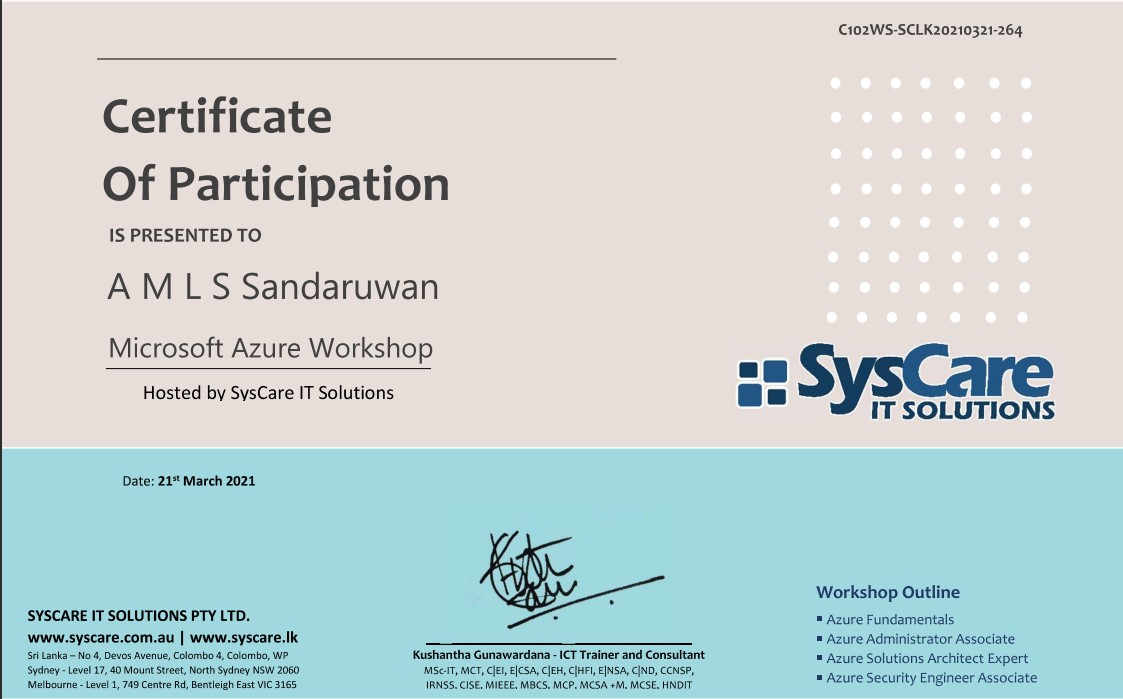 C102WS-SCLK20210321-264
Certificate
Of Participation
IS PRESENTED TO
A M L S Sandaruwan
Microsoft Azure Workshop
Hosted by SysCare IT Solutions
SysCare
IT SOLUTIONS
Date: 21st March 2021
SYSCARE IT SOLUTIONS PTY LTD.
www.syscare.com.au | www.syscare.lk
Sri Lanka – No 4, Devos Avenue, Colombo 4, Colombo, WP
Sydney - Level 17, 40 Mount Street, North Sydney NSW 2060
Melbourne - Level 1, 749 Centre Rd, Bentleigh East VIC 3165
Kushantha Gunawardana - ICT Trainer and Consultant
MSc-IT, MCT, C|EI, E|CSA, C|EH, C|HFI, E|NSA, C|ND, CCNSP,
IRNSS, CISE, MIEEE, MBCS, MCP, MCSA +M, MCSE, HNDIT
Workshop Outline
▪ Azure Fundamentals
▪ Azure Administrator Associate
▪ Azure Solutions Architect Expert
▪ Azure Security Engineer Associate